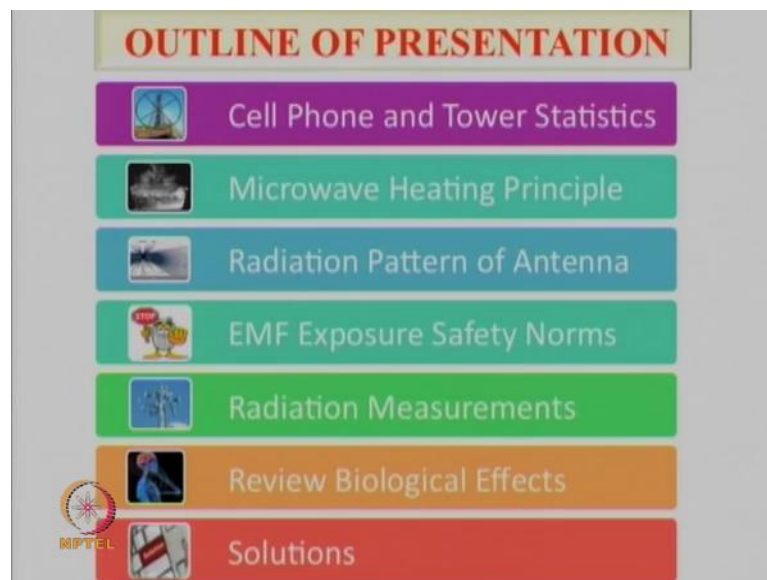 OUTLINE OF PRESENTATION
Cell Phone and Tower Statistics
Microwave Heating Principle
Radiation Pattern of Antenna
STOP
EMF Exposure Safety Norms
Radiation Measurements
Review Biological Effects
NPTEL
Solutions